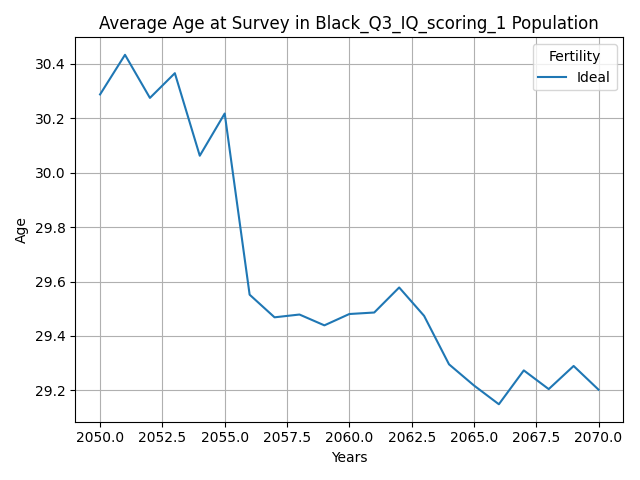 Average Age at Survey in Black_Q3_IQ_scoring_1 Population
Fertility
Ideal
30.4
30.2
30.0
29.8
29.6
29.4
29.2
Age
2050.0 2052.5 2055.0 2057.5 2060.0 2062.5 2065.0 2067.5 2070.0
Years